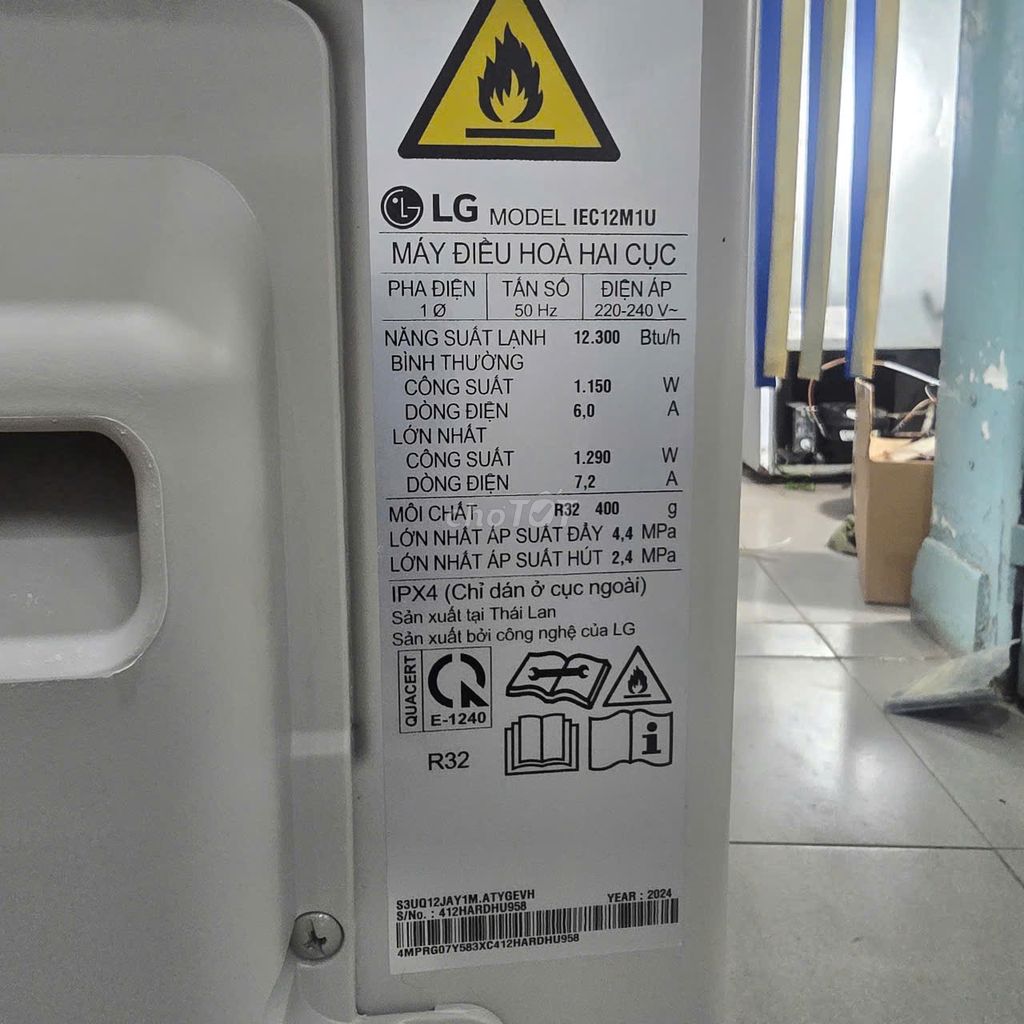 LG MODEL IEC12M1U
MÁY ĐIỀU HOÀ HAI CỤC
PHA ĐIỆN TẦN SỐ ĐIỆN ÁP
1 Ø 50 Hz 220-240 V~
NĂNG SUẤT LẠNH 12.300 Btu/h
BÌNH THƯỜNG
CÔNG SUẤT 1.150 W
DÒNG ĐIỆN 6,0 A
LỚN NHẤT
CÔNG SUẤT 1.290 W
DÒNG ĐIỆN 7,2 A
MÔI CHẤT R32 400 g
choTỐT
LỚN NHẤT ÁP SUẤT ĐẨY 4,4 MPa
LỚN NHẤT ÁP SUẤT HÚT 2,4 MPa
IPX4 (Chỉ dán ở cục ngoài)
Sản xuất tại Thái Lan
Sản xuất bởi công nghệ của LG
QUACERT
E-1240
R32
S3UQ12JAY1M.ATYGEVH YEAR : 2024
S/No. : 412HARDHU958
4MPRG07Y583XC412HARDHU958